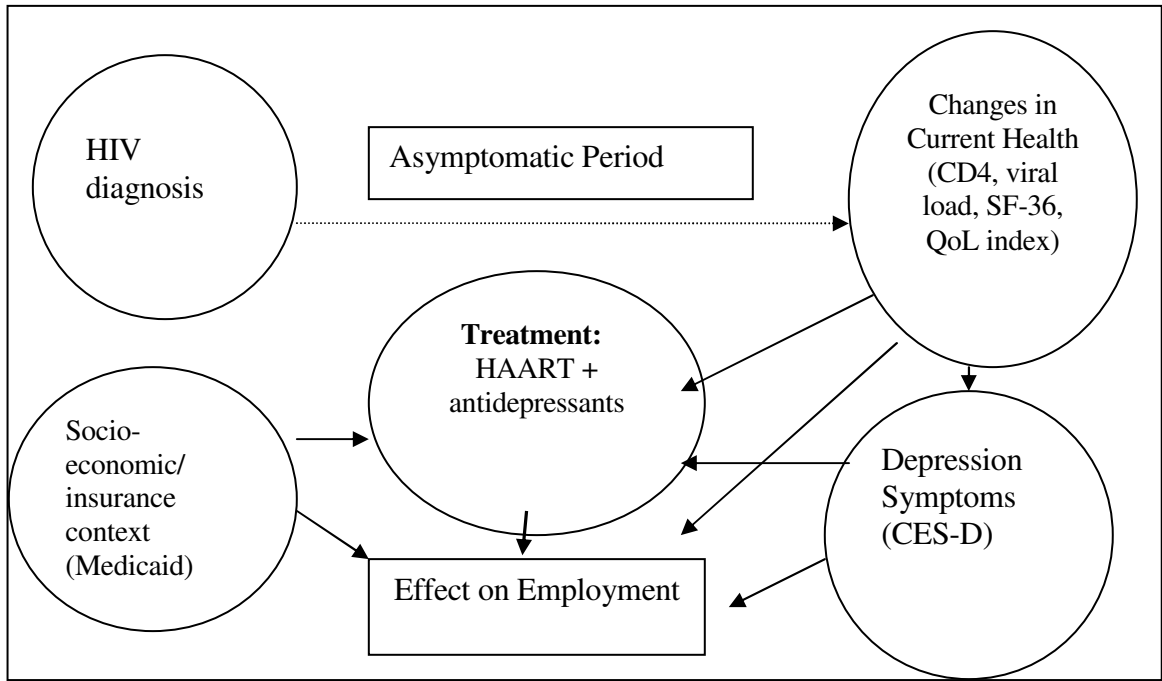 HIV
diagnosis
Asymptomatic Period
Changes in
Current Health
(CD4, viral
load, SF-36,
QoL index)
Treatment:
HAART +
antidepressants
Socio-
economic/
insurance
context
(Medicaid)
Depression
Symptoms
(CES-D)
Effect on Employment